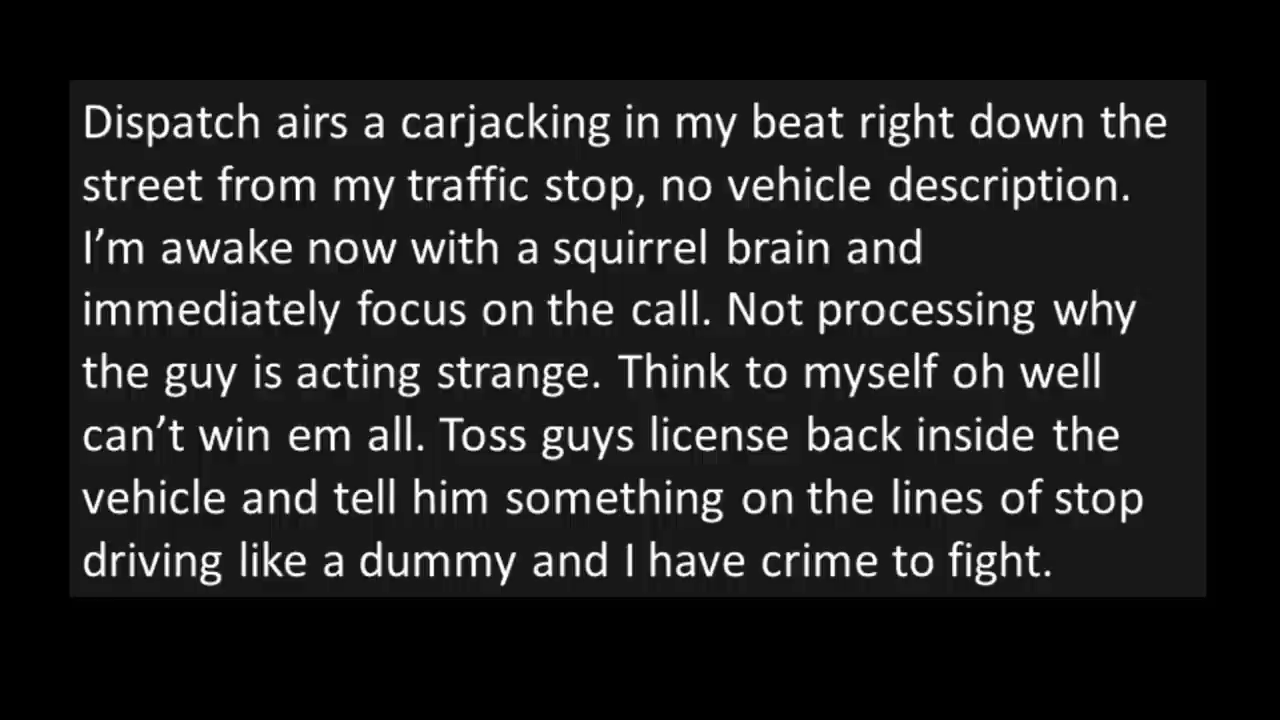 Dispatch airs a carjacking in my beat right down the
street from my traffic stop, no vehicle description.
I’m awake now with a squirrel brain and
immediately focus on the call. Not processing why
the guy is acting strange. Think to myself oh well
can’t win em all. Toss guys license back inside the
vehicle and tell him something on the lines of stop
driving like a dummy and I have crime to fight.